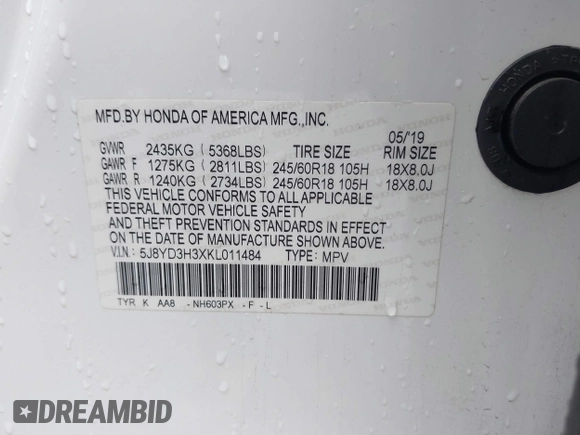 MFD.BY HONDA OF AMERICA MFG.,INC.
05/'19
GVWR 2435KG ( 5368LBS) TIRE SIZE RIM SIZE
GAWR F 1275KG ( 2811LBS) 245/60R18 105H 18X8.0J
GAWR R 1240KG ( 2734LBS) 245/60R18 105H 18X8.0J
THIS VEHICLE CONFORMS TO ALL APPLICABLE
FEDERAL MOTOR VEHICLE SAFETY
AND THEFT PREVENTION STANDARDS IN EFFECT
ON THE DATE OF MANUFACTURE SHOWN ABOVE.
V.I.N.: 5J8YD3H3XKL011484 TYPE: MPV
TYR K AA8 -NH603PX -F -L
HONDA
DREAMBID